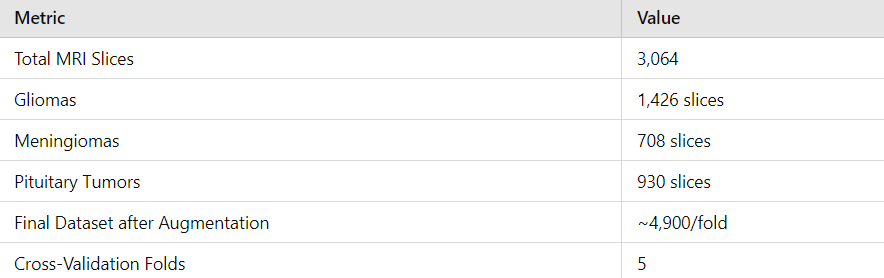 Metric Value
Total MRI Slices 3,064
Gliomas 1,426 slices
Meningiomas 708 slices
Pituitary Tumors 930 slices
Final Dataset after Augmentation ~4,900/fold
Cross-Validation Folds 5